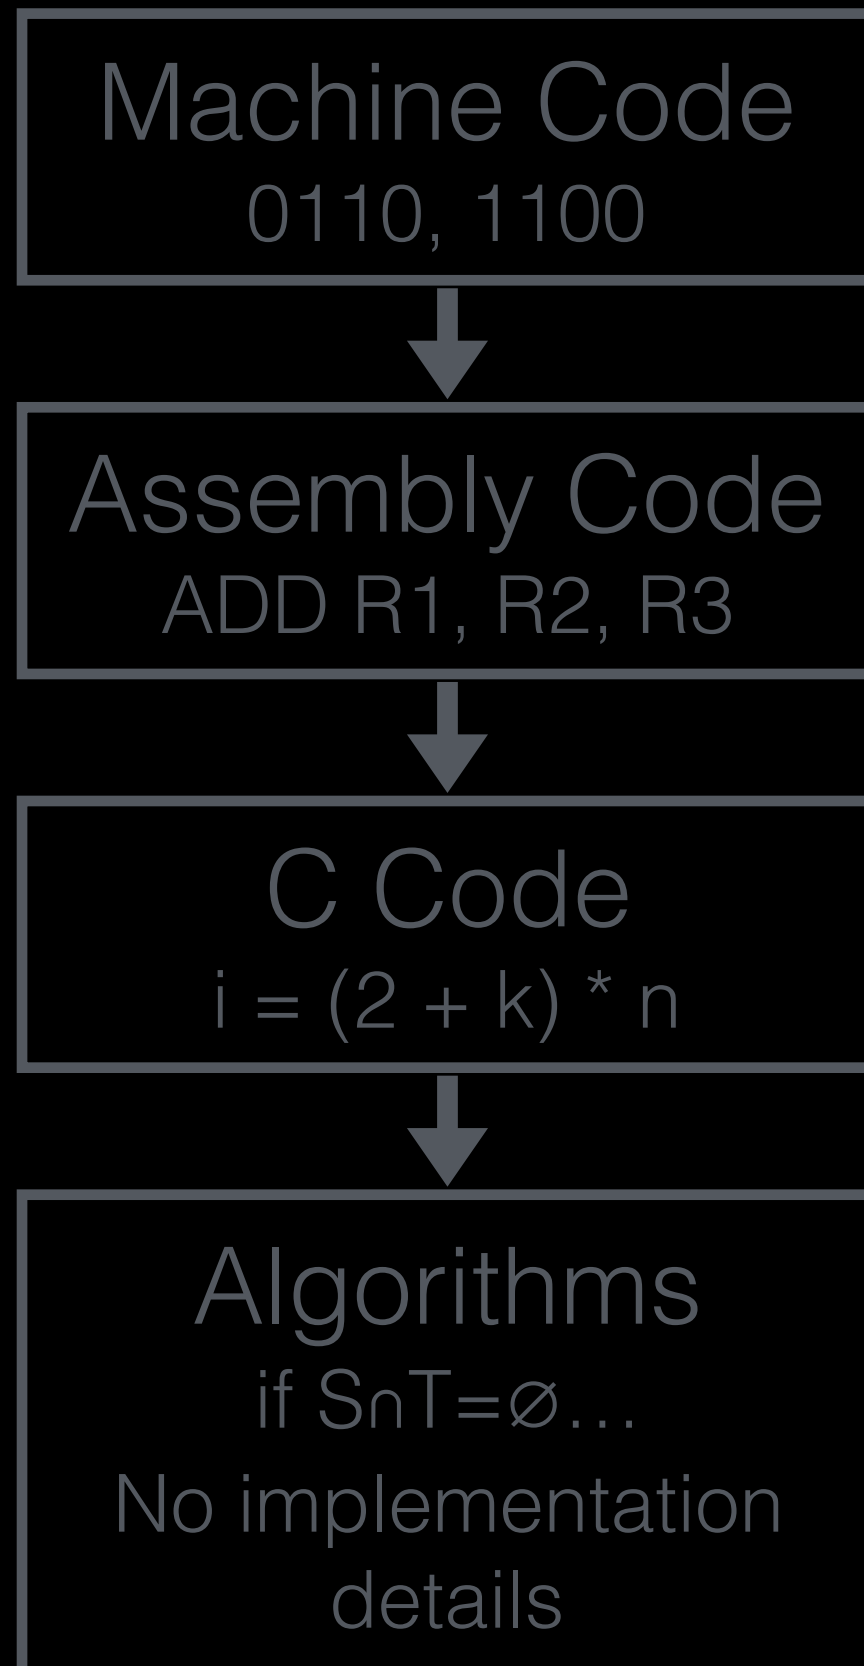 Machine Code
0110, 1100
Assembly Code
ADD R1, R2, R3
C Code
i = (2 + k) * n
Algorithms
if S∩T=∅…
No implementation
details